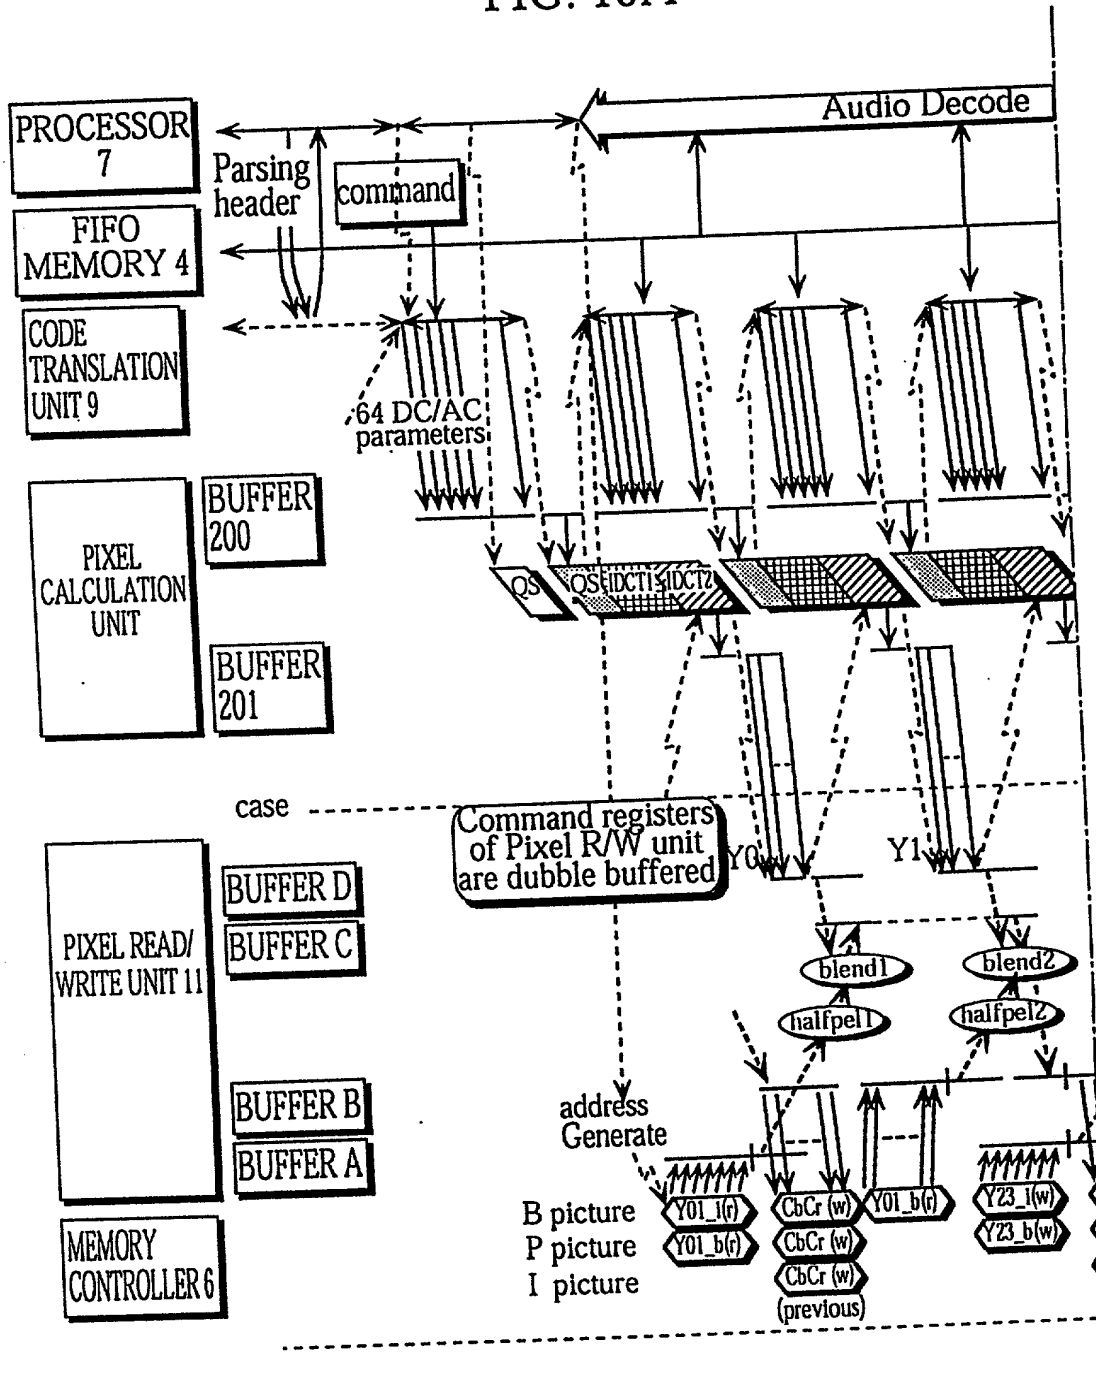 Audio Decode
PROCESSOR
7
Parsing
header
command
FIFO
MEMORY 4
CODE
TRANSLATION
UNIT 9
64 DC/AC
parameters
BUFFER
200
PIXEL
CALCULATION
UNIT
QS
QS
IDCT1
IDCT2
BUFFER
201
case
Command registers
of Pixel R/W unit
are dubble buffered
Y0
Y1
BUFFER D
BUFFER C
PIXEL READ/
WRITE UNIT 11
blend1
blend2
halfpel1
halfpel2
BUFFER B
BUFFER A
address
Generate
B picture
Y01_i(r)
CbCr (w)
Y01_b(r)
Y23_i(w)
P picture
Y01_b(r)
CbCr (w)
Y23_b(w)
I picture
CbCr (w)
(previous)
MEMORY
CONTROLLER 6